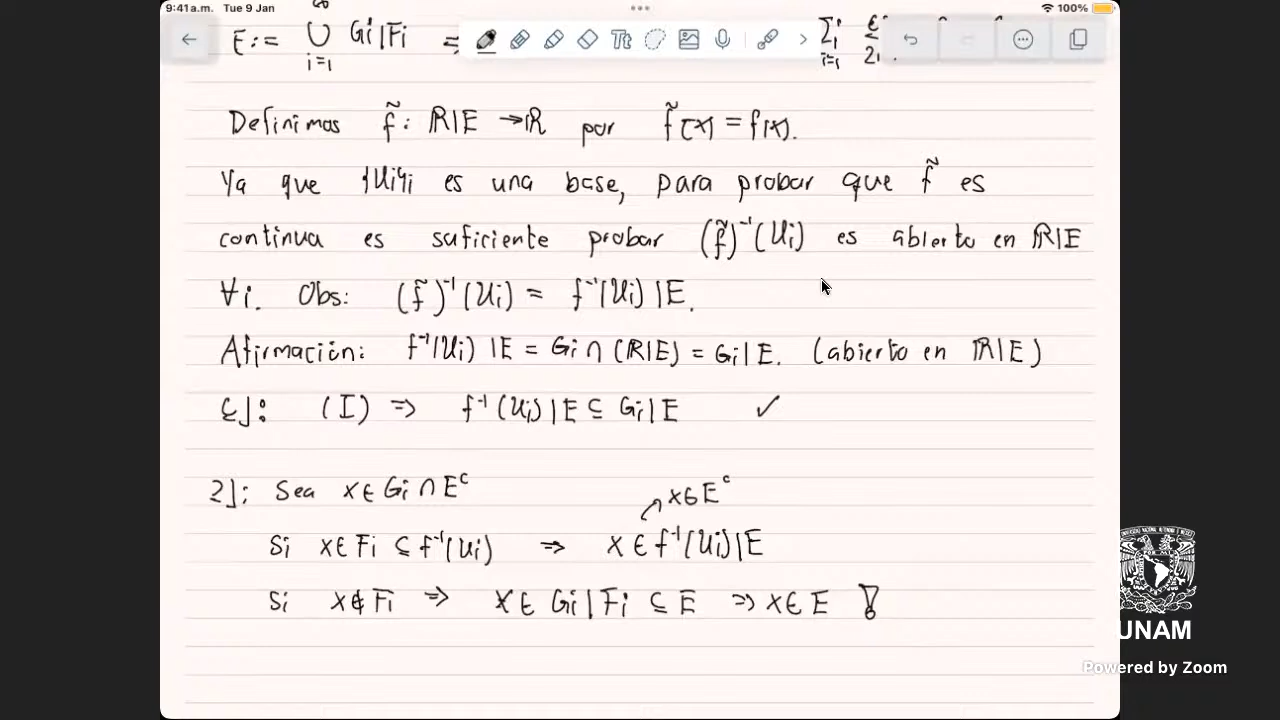 9:41a.m. Tue 9 Jan
100%
E := ∞ ∪ i=1 Gi|Fi ⇒ Σ i=1
Definimos f̃ : ℝ|E → ℝ por f̃(x) = f(x).
Ya que {Ui}i es una base, para probar que f̃ es
continua es suficiente probar (f̃)⁻¹(Ui) es abierto en ℝ|E
∀i. Obs: (f̃)⁻¹(Ui) = f⁻¹(Ui)|E.
Afirmación: f⁻¹(Ui)|E = Gi ∩ (ℝ|E) = Gi|E. (abierto en ℝ|E)
⊆]: (I) ⇒ f⁻¹(Ui)|E ⊆ Gi|E ✓
⊇]: Sea x ∈ Gi ∩ Eᶜ
x ∈ Eᶜ
Si x ∈ Fi ⊆ f⁻¹(Ui) ⇒ x ∈ f⁻¹(Ui)|E
Si x ∉ Fi ⇒ x ∈ Gi|Fi ⊆ E ⇒ x ∈ E !
UNAM
Powered by Zoom